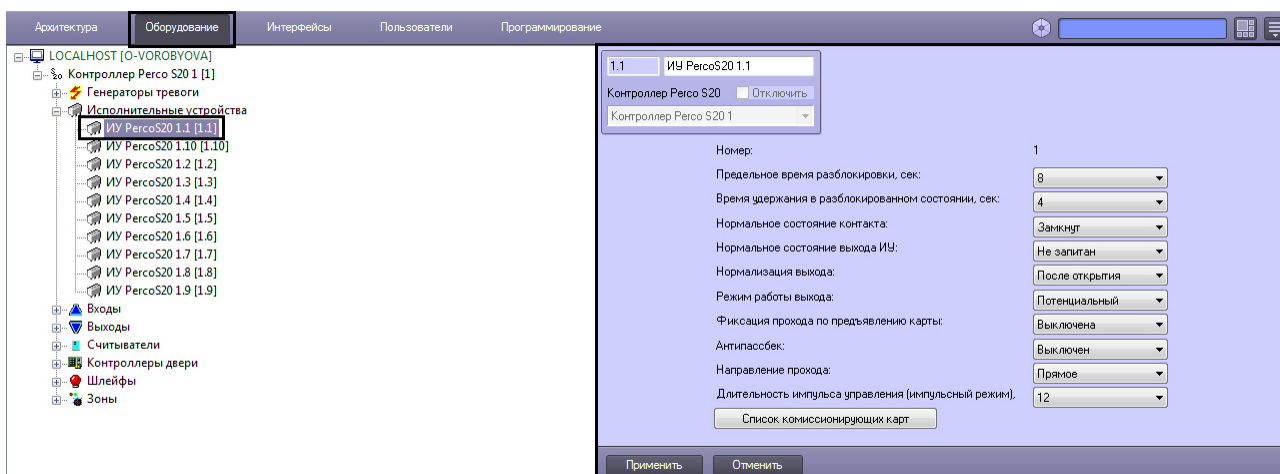 Архитектура Оборудование Интерфейсы Пользователи Программирование
LOCALHOST [O-VOROBYOVA]
Контроллер Perco S20 1 [1]
Генераторы тревоги
Исполнительные устройства
ИУ PercoS20 1.1 [1.1]
ИУ PercoS20 1.10 [1.10]
ИУ PercoS20 1.2 [1.2]
ИУ PercoS20 1.3 [1.3]
ИУ PercoS20 1.4 [1.4]
ИУ PercoS20 1.5 [1.5]
ИУ PercoS20 1.6 [1.6]
ИУ PercoS20 1.7 [1.7]
ИУ PercoS20 1.8 [1.8]
ИУ PercoS20 1.9 [1.9]
Входы
Выходы
Считыватели
Контроллеры двери
Шлейфы
Зоны
1.1 ИУ PercoS20 1.1
Контроллер Perco S20 Отключить
Контроллер Perco S20 1
Номер: 1
Предельное время разблокировки, сек: 8
Время удержания в разблокированном состоянии, сек: 4
Нормальное состояние контакта: Замкнут
Нормальное состояние выхода ИУ: Не запитан
Нормализация выхода: После открытия
Режим работы выхода: Потенциальный
Фиксация прохода по предъявлению карты: Выключена
Антипассбек: Выключен
Направление прохода: Прямое
Длительность импульса управления (импульсный режим), 12
Список комиссионирующих карт
Применить Отменить